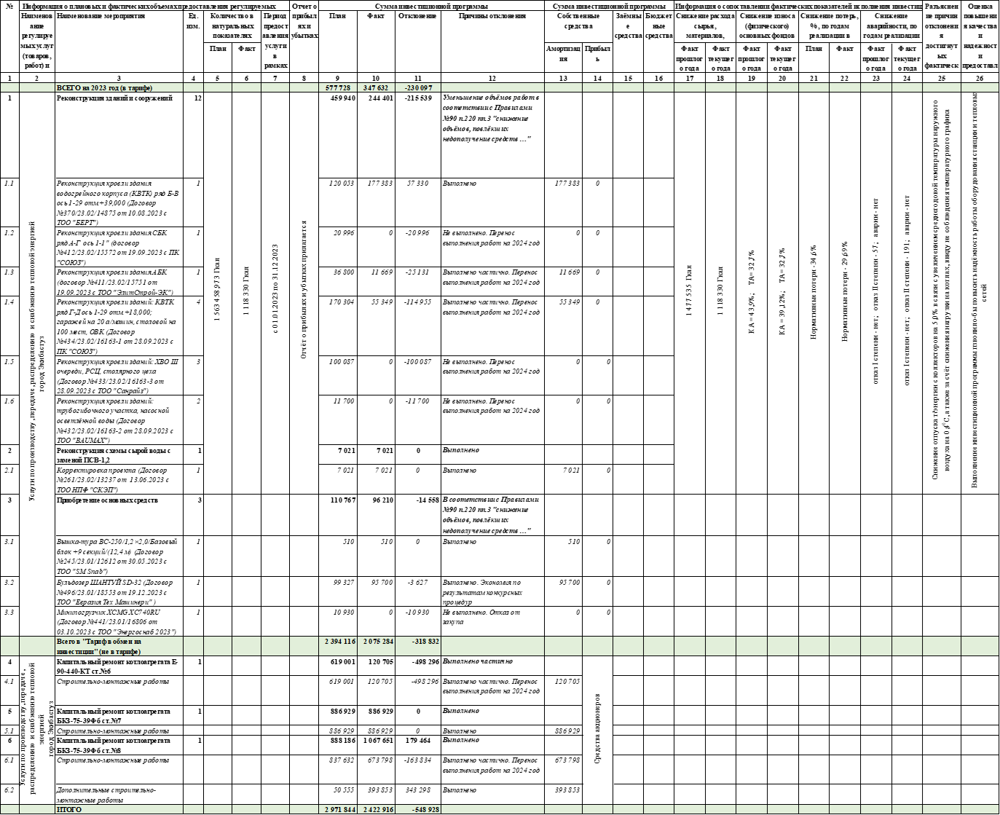 № Информация о плановых и фактических объемах предоставления регулируемых Отчет о прибылях и убытках Сумма инвестиционной программы Сумма инвестиционной программы Информация о сопоставлении фактических показателей исполнения инвестиц Разъяснение причин отклонения достигнутых фактическ Оценка повышения качества и надежности предоставл
Наименование регулируемых услуг (товаров, работ) и Наименование мероприятия Ед. изм. Количество в натуральных показателях Период предоставления услуги в рамках План Факт Отклонение Причины отклонения Собственные средства Заёмные средства Бюджетные средства Снижение расхода сырья, материалов, Снижение износа (физического) основных фондов Снижение потерь, %, по годам реализации в Снижение аварийности, по годам реализации
План Факт Амортизация Прибыль Факт прошлого года Факт текущего года Факт прошлого года Факт текущего года План Факт Факт прошлого года Факт текущего года
1 2 3 4 5 6 7 8 9 10 11 12 13 14 15 16 17 18 19 20 21 22 23 24 25 26
ВСЕГО на 2023 год (в тарифе) 577 728 347 632 -230 097
1 Реконструкция зданий и сооружений 12 459 940 244 401 -215 539 Уменьшение объёмов работ в
соответствии с Правилами
№90 п.220 пп.3 "снижение
объёмов, повлёкших
недополучение средств …"
Услуги по производству, передаче, распределению и снабжению тепловой энергией
город Экибастуз
1 563 458,973 Гкал
1 118 330 Гкал
с 01.01.2023 по 31.12.2023
Отчёт о прибылях и убытках прилагается
1 477 535 Гкал
1 118 330 Гкал
КА = 43,9%; ТА = 32,7%
КА = 39,12%; ТА = 32,7%
Нормативные потери - 34,6%
Нормативные потери - 29,69%
отказ I степени - нет; отказ II степени - 57; аварии - нет
отказ I степени - нет; отказ II степени - 191; аварии - нет
Снижение отпуска т/энергии с коллекторов на 5,0% в связи с увеличением среднегодовой температуры наружного
воздуха на 0,4°С, а также за счёт снижения нагрузки на котлах, ввиду не соблюдения температурного графика
Выполнение инвестиционной программы позволило-бы повысить надёжность работы оборудования станции и тепловых
сетей
1.1 Реконструкция кровли здания 1 120 053 177 383 57 330 Выполнено 177 383 0
водогрейного корпуса (КВТК) ряд Б-В
ось 1-29 отм.+39,000 (Договор
№370/23.02/14875 от 10.08.2023 с
ТОО "БЕРТ")
1.2 Реконструкция кровли здания СБК 1 20 996 0 -20 996 Не выполнено. Перенос 0 0
ряд А-Г ось 1-1" (договор выполнения работ на 2024 год
№412/23.02/15572 от 19.09.2023 с ПК
"СОЮЗ")
1.3 Реконструкция кровли здания АБК 1 36 800 11 669 -25 131 Выполнено частично. Перенос 11 669 0
(договор №411/23.02/15751 от выполнения работ на 2024 год
19.09.2023 с ТОО "ЭлитСтрой-ЭК")
1.4 Реконструкция кровли зданий: КВТК 4 170 304 55 349 -114 955 Выполнено частично. Перенос 55 349 0
ряд Г-Д ось 1-29 отм.+18,000; выполнения работ на 2024 год
гаражей на 20 а/машин, столовой на
100 мест, ОВК (Договор
№434/23.02/16163-1 от 28.09.2023 с
ПК "СОЮЗ")
1.5 Реконструкция кровли зданий: ХВО III 3 100 087 0 -100 087 Не выполнено. Перенос 0 0
очереди, РСЦ, столярного цеха выполнения работ на 2024 год
(Договор №433/23.02/16163-3 от
28.09.2023 с ТОО "Санрайз")
1.6 Реконструкция кровли зданий: 2 11 700 0 -11 700 Не выполнено. Перенос 0 0
трубогибочного участка, насосной выполнения работ на 2024 год
осветлённой воды (Договор
№432/23.02/16163-2 от 28.09.2023 с
ТОО "BAUMAX")
2 Реконструкция схемы сырой воды с 1 7 021 7 021 0 Выполнено
заменой ПСВ-1,2
2.1 Корректировка проекта (Договор 1 7 021 7 021 0 Выполнено 7 021 0
№261/23.02/13237 от 13.06.2023 с
ТОО НПФ "СКЭП")
3 Приобретение основных средств 3 110 767 96 210 -14 558 В соответствии с Правилами
№90 п.220 пп.3 "снижение
объёмов, повлёкших
недополучение средств …"
3.1 Вышка-тура ВС-250/1,2×2,0/Базовый 1 510 510 0 Выполнено 510 0
блок +9 секций/(12,4 м) (Договор
№245/23.01/12612 от 30.05.2023 с
ТОО "SM Snab")
3.2 Бульдозер ШАНТУЙ SD-32 (Договор 1 99 327 95 700 -3 627 Выполнено. Экономия по 95 700 0
№496/23.01/18553 от 19.12.2023 с результатам конкурсных
ТОО "Евразия Тех Машинери" ) процедур
3.3 Минипогрузчик XCMG XC740RU 1 10 930 0 -10 930 Не выполнено. Отказ от 0 0
(Договор №441/23.01/16806 от закупа
03.10.2023 с ТОО "Энергоснаб 2023")
Всего в "Тариф в обмен на 2 394 116 2 075 284 -318 832
инвестиции" (не в тарифе)
Услуги по производству, передаче,
распределению и снабжению тепловой
энергией
город Экибастуз
Средства акционеров
4 Капитальный ремонт котлоагрегата Е- 1 619 001 120 705 -498 296 Выполнено частично
90-440-КТ ст.№6
4.1 Строительно-монтажные работы 619 001 120 705 -498 296 Выполнено частично. Перенос 120 705
выполнения работ на 2024 год
5 Капитальный ремонт котлоагрегата 1 886 929 886 929 0 Выполнено
БКЗ-75-39Фб ст.№7
5.1 Строительно-монтажные работы 886 929 886 929 0 Выполнено 886 929
6 Капитальный ремонт котлоагрегата 1 888 186 1 067 651 179 464 Выполнено
БКЗ-75-39Фб ст.№8
6.1 Строительно-монтажные работы 837 632 673 798 -163 834 Выполнено частично. Перенос 673 798
выполнения работ на 2024 год
6.2 Дополнительные строительно- 50 555 393 853 343 298 Выполнено 393 853
монтажные работы
ИТОГО 2 971 844 2 422 916 -548 928